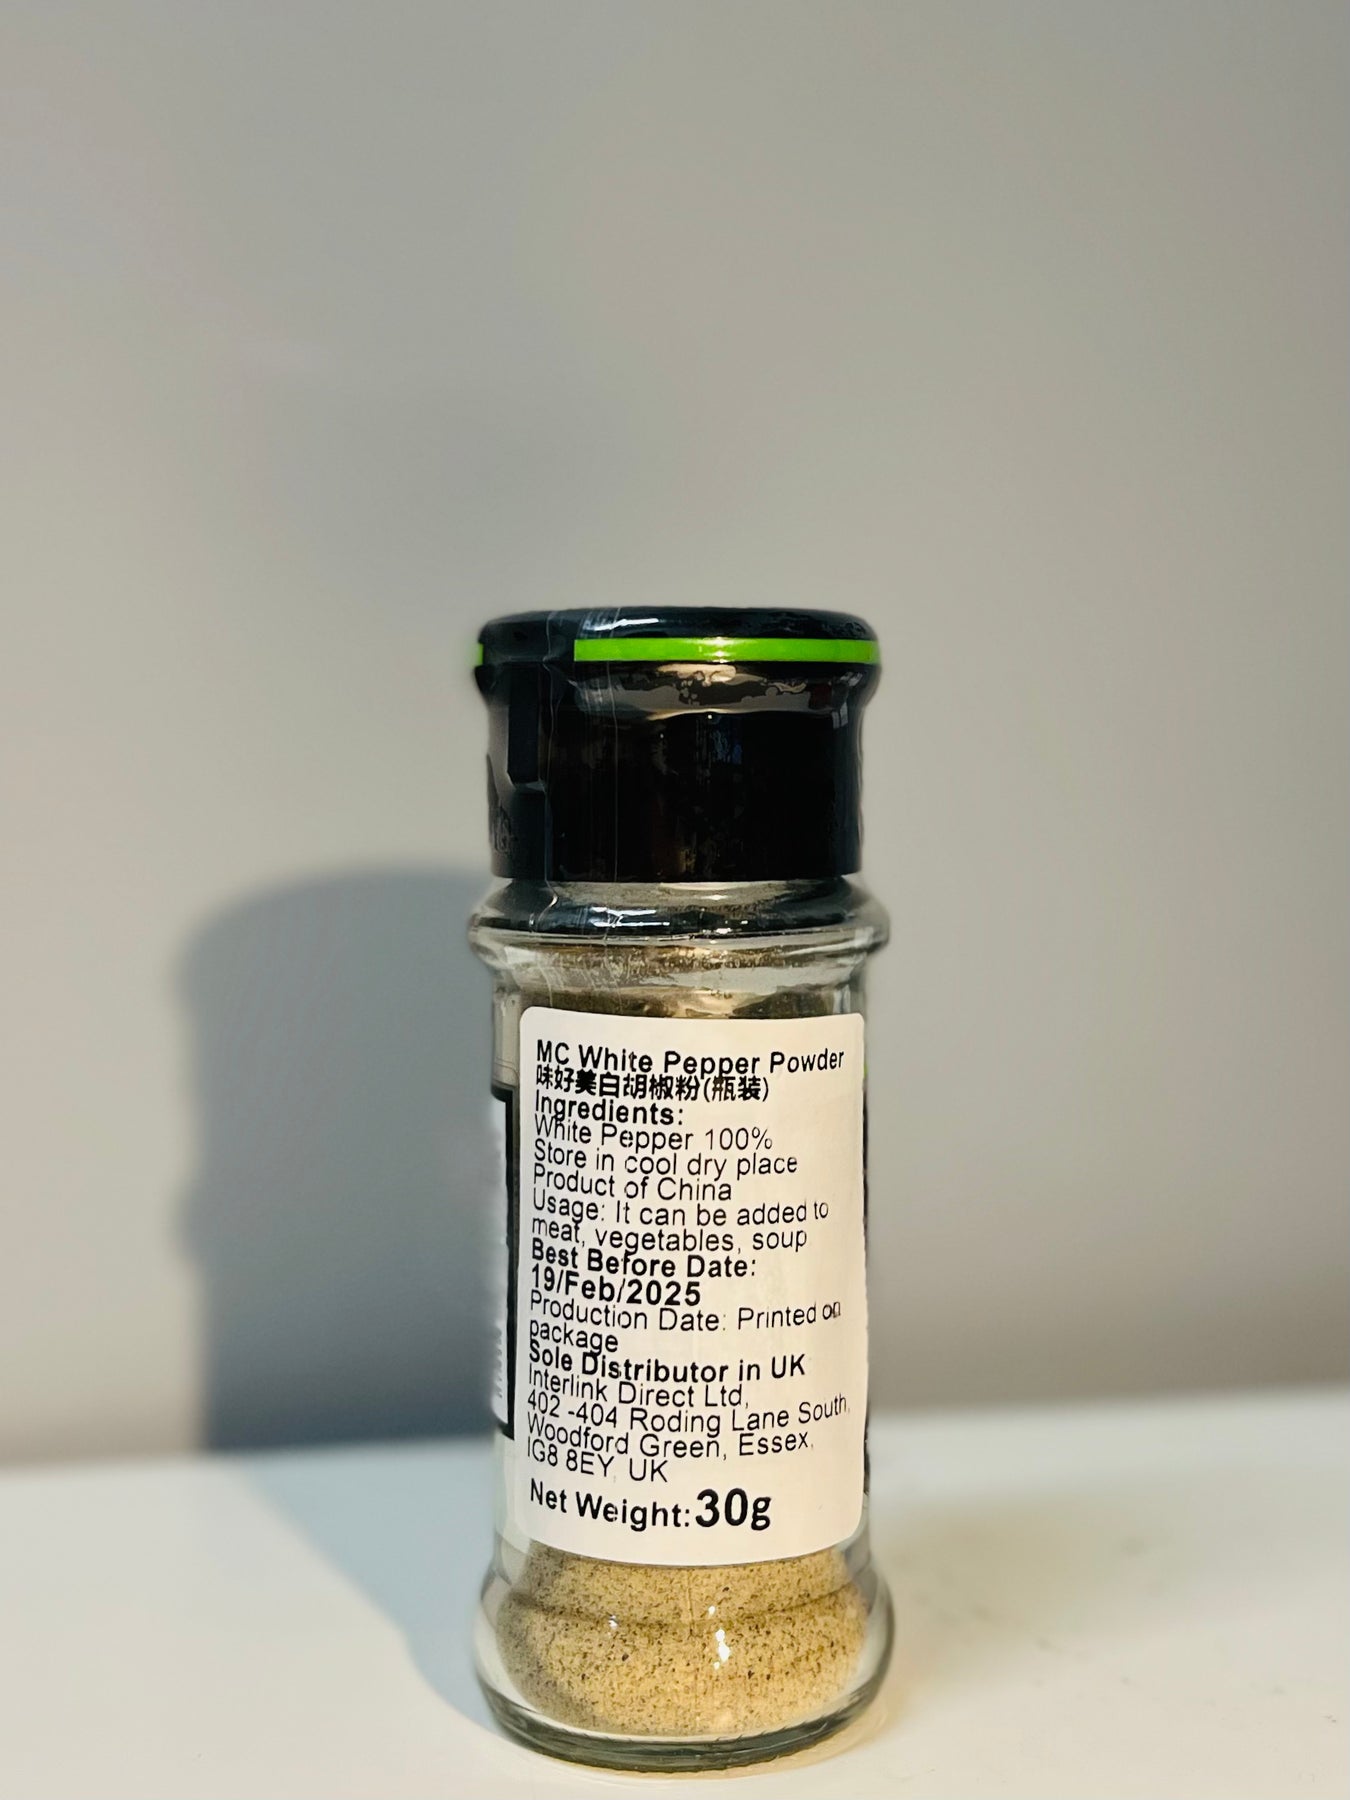 MC White Pepper Powder
味好美白胡椒粉(瓶装)
Ingredients:
White Pepper 100%
Store in cool dry place
Product of China
Usage: It can be added to
meat, vegetables, soup
Best Before Date:
19/Feb/2025
Production Date: Printed on
package
Sole Distributor in UK
Interlink Direct Ltd,
402 -404 Roding Lane South,
Woodford Green, Essex,
IG8 8EY, UK
Net Weight:30g